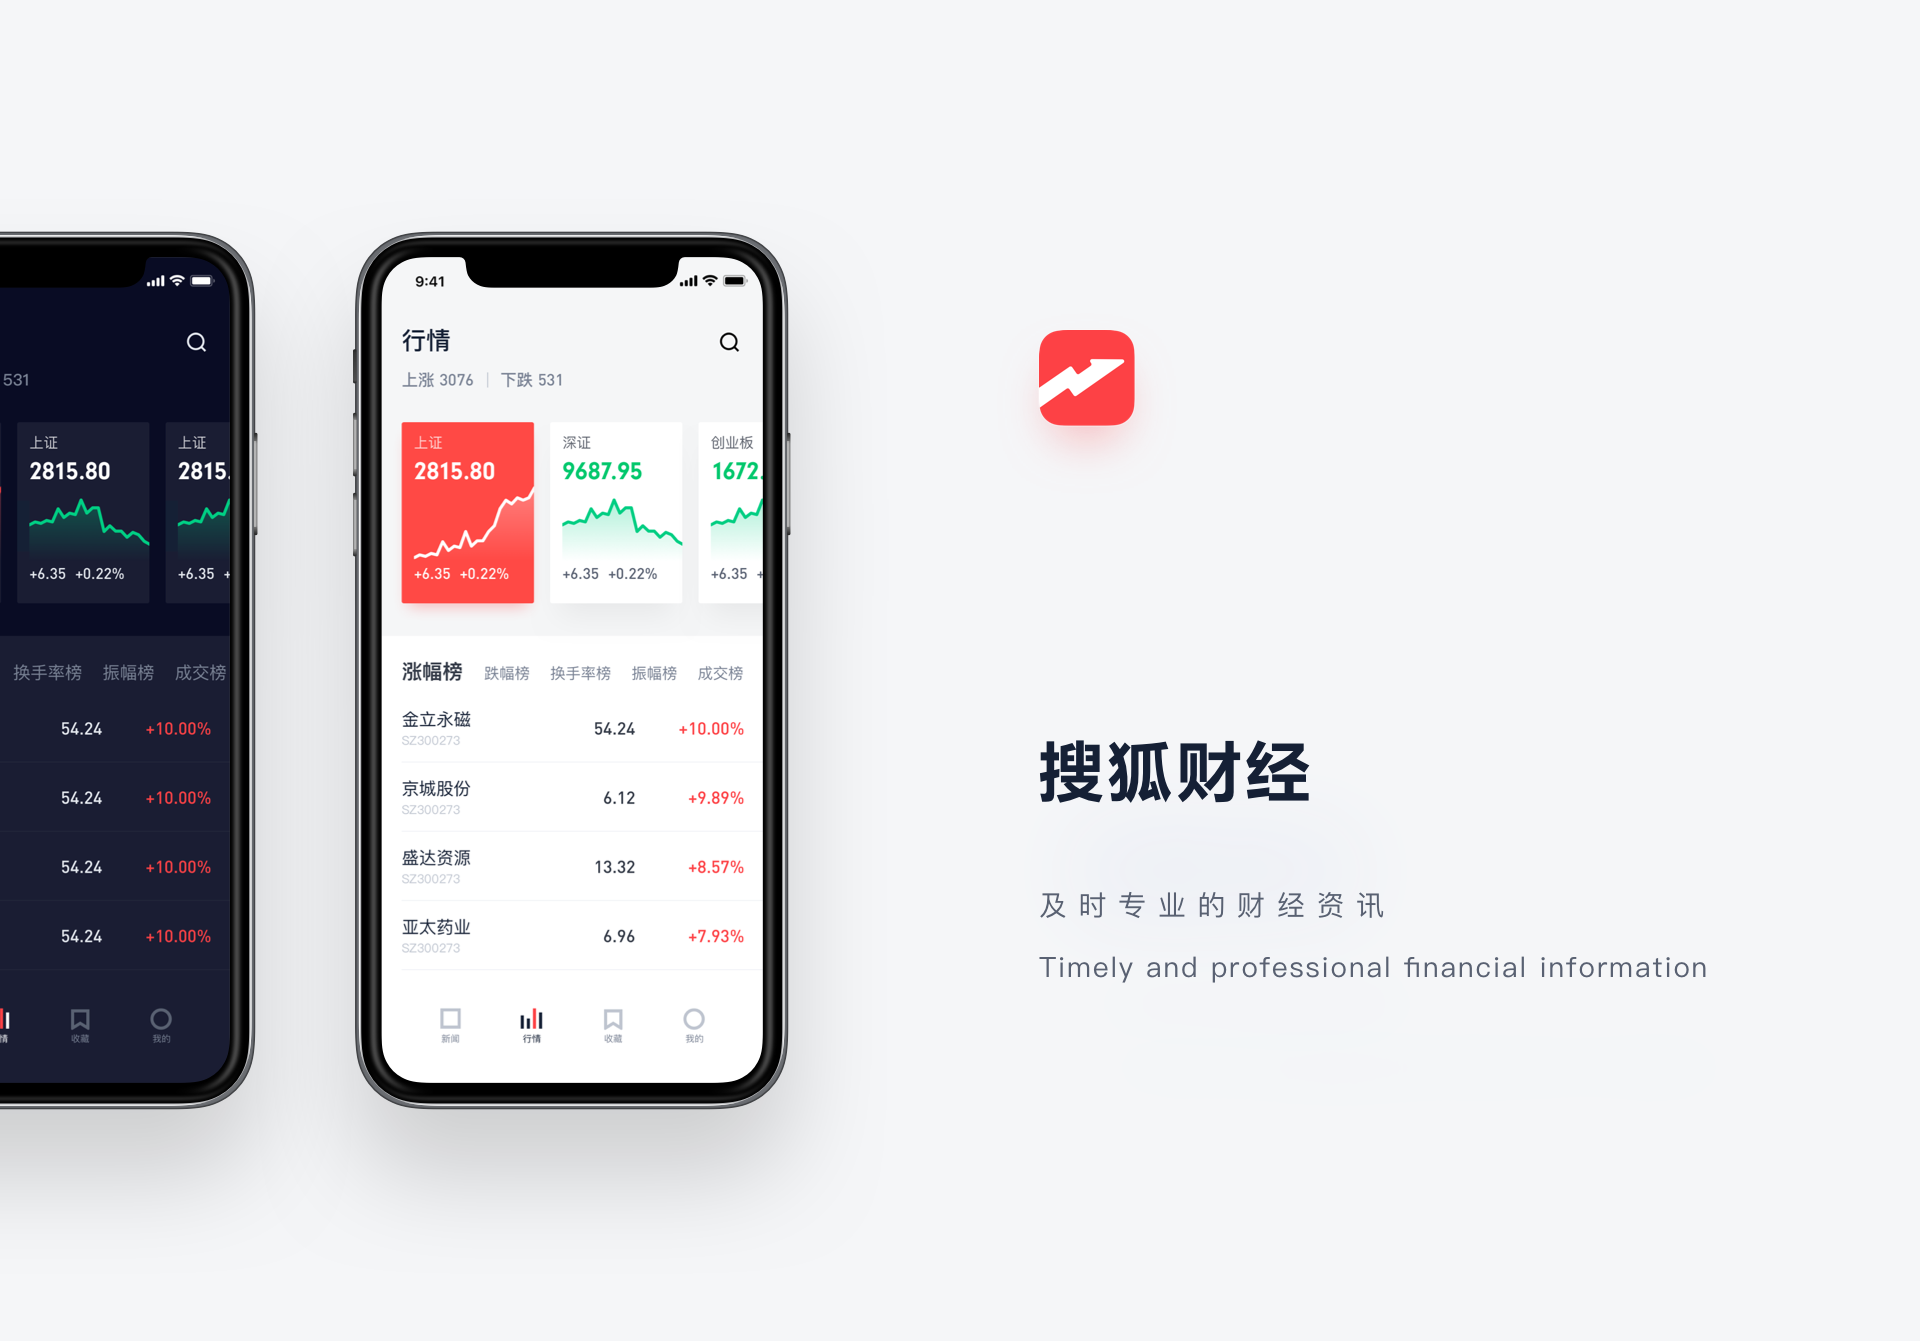 531
上证
2815.80
+6.35 +0.22%
上证
2815.
+6.35 +
换手率榜 振幅榜 成交榜
54.24 +10.00%
54.24 +10.00%
54.24 +10.00%
54.24 +10.00%
情 收藏 我的
9:41
行情
上涨 3076 | 下跌 531
上证
2815.80
+6.35 +0.22%
深证
9687.95
+6.35 +0.22%
创业板
1672.
+6.35 +
涨幅榜 跌幅榜 换手率榜 振幅榜 成交榜
金立永磁 54.24 +10.00%
SZ300273
京城股份 6.12 +9.89%
SZ300273
盛达资源 13.32 +8.57%
SZ300273
亚太药业 6.96 +7.93%
SZ300273
新闻 行情 收藏 我的
搜狐财经
及时专业的财经资讯
Timely and professional financial information